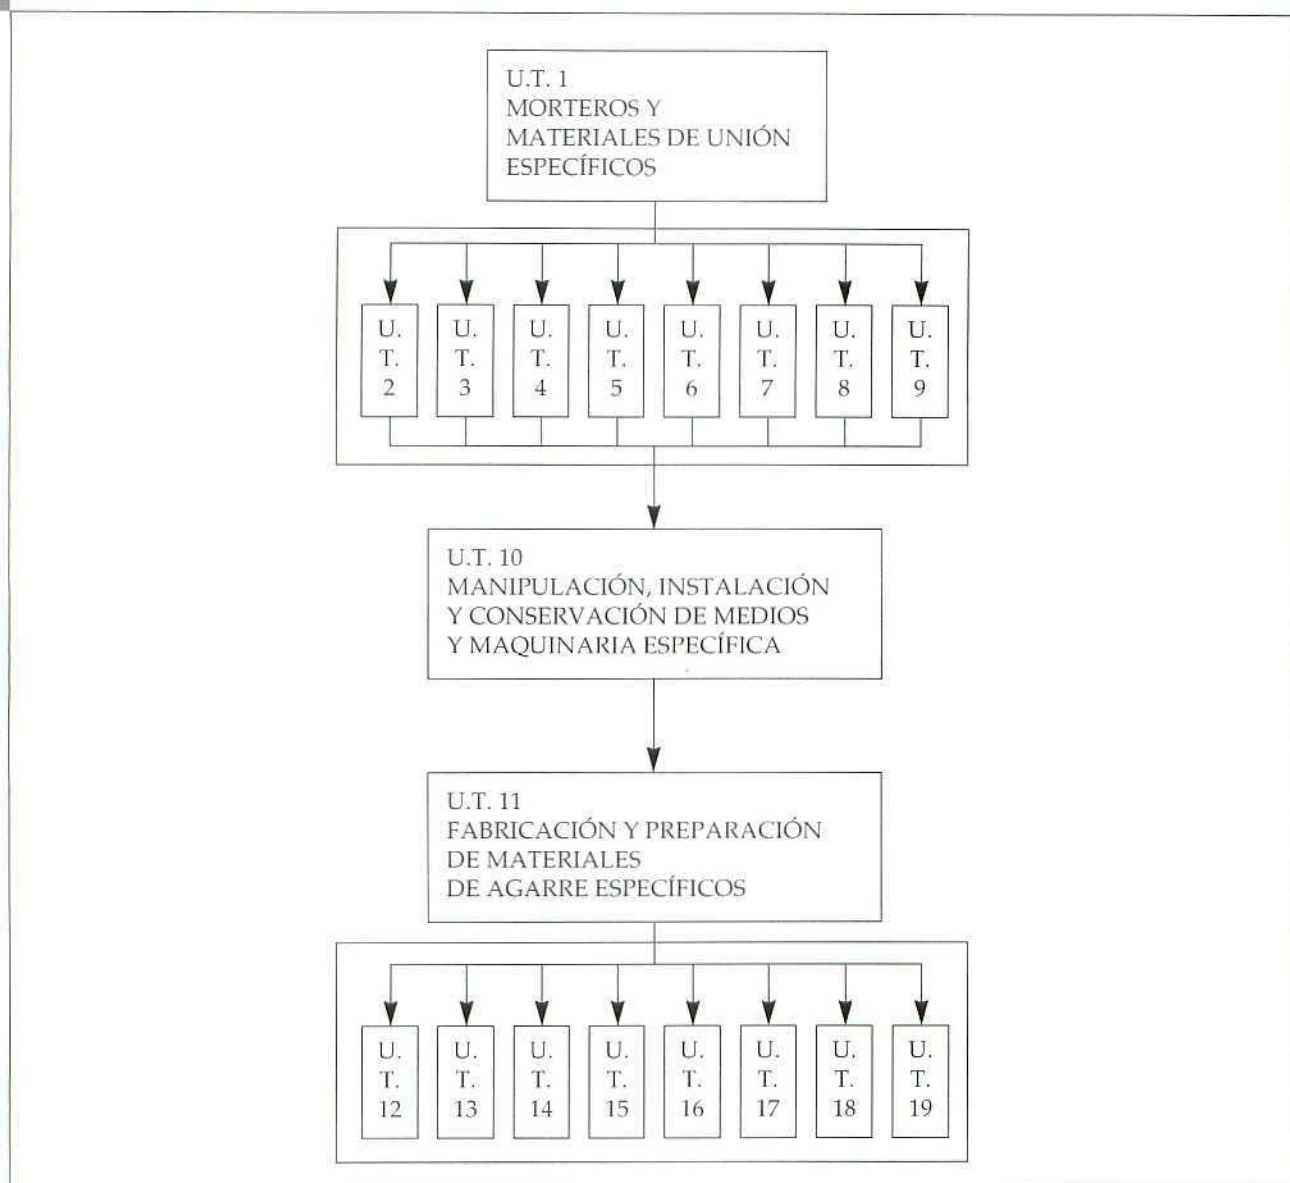 U.T. 1
MORTEROS Y
MATERIALES DE UNIÓN
ESPECÍFICOS
U. U. U. U. U. U. U. U.
T. T. T. T. T. T. T. T.
2 3 4 5 6 7 8 9
U.T. 10
MANIPULACIÓN, INSTALACIÓN
Y CONSERVACIÓN DE MEDIOS
Y MAQUINARIA ESPECÍFICA
U.T. 11
FABRICACIÓN Y PREPARACIÓN
DE MATERIALES
DE AGARRE ESPECÍFICOS
U. U. U. U. U. U. U. U.
T. T. T. T. T. T. T. T.
12 13 14 15 16 17 18 19